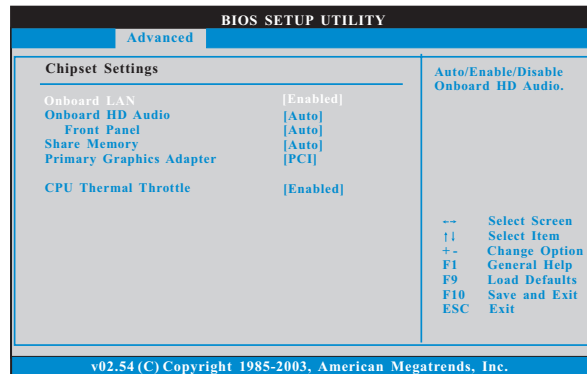 BIOS SETUP UTILITY
Advanced
Chipset Settings
Onboard LAN [Enabled]
Onboard HD Audio [Auto]
Front Panel [Auto]
Share Memory [Auto]
Primary Graphics Adapter [PCI]
CPU Thermal Throttle [Enabled]
Auto/Enable/Disable
Onboard HD Audio.
←→ Select Screen
↑↓ Select Item
+ - Change Option
F1 General Help
F9 Load Defaults
F10 Save and Exit
ESC Exit
v02.54 (C) Copyright 1985-2003, American Megatrends, Inc.